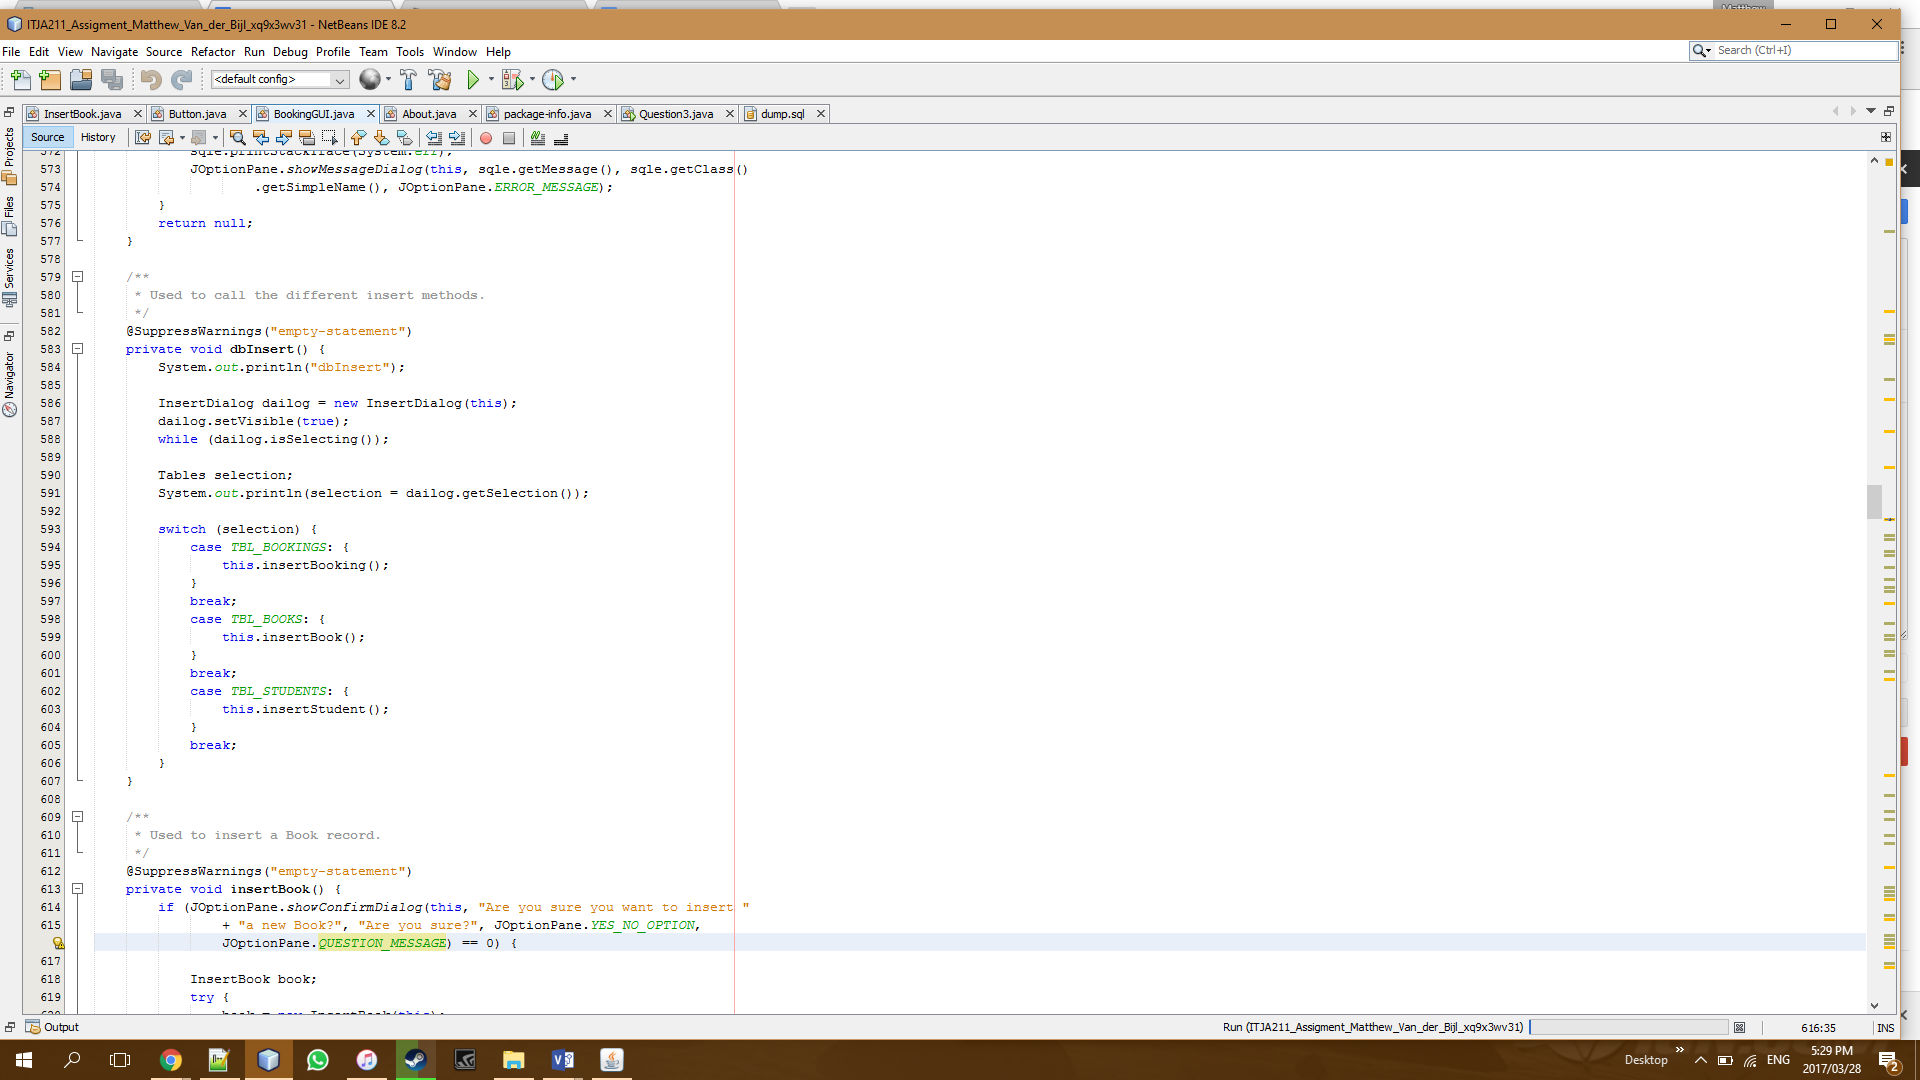 ITJA211_Assigment_Matthew_Van_der_Bijl_xq9x3wv31 - NetBeans IDE 8.2
File Edit View Navigate Source Refactor Run Debug Profile Team Tools Window Help
Search (Ctrl+I)
<default config>
InsertBook.java Button.java BookingGUI.java About.java package-info.java Question3.java dump.sql
Source History
Projects
Files
Services
Navigator
572 sqle.printStackTrace(System.err);
573 JOptionPane.showMessageDialog(this, sqle.getMessage(), sqle.getClass()
574 .getSimpleName(), JOptionPane.ERROR_MESSAGE);
575 }
576 return null;
577 }
578
579 /**
580 * Used to call the different insert methods.
581 */
582 @SuppressWarnings("empty-statement")
583 private void dbInsert() {
584 System.out.println("dbInsert");
585
586 InsertDialog dailog = new InsertDialog(this);
587 dailog.setVisible(true);
588 while (dailog.isSelecting());
589
590 Tables selection;
591 System.out.println(selection = dailog.getSelection());
592
593 switch (selection) {
594 case TBL_BOOKINGS: {
595 this.insertBooking();
596 }
597 break;
598 case TBL_BOOKS: {
599 this.insertBook();
600 }
601 break;
602 case TBL_STUDENTS: {
603 this.insertStudent();
604 }
605 break;
606 }
607 }
608
609 /**
610 * Used to insert a Book record.
611 */
612 @SuppressWarnings("empty-statement")
613 private void insertBook() {
614 if (JOptionPane.showConfirmDialog(this, "Are you sure you want to insert "
615 + "a new Book?", "Are you sure?", JOptionPane.YES_NO_OPTION,
JOptionPane.QUESTION_MESSAGE) == 0) {
617
618 InsertBook book;
619 try {
620 book = new InsertBook(this);
Output
Run (ITJA211_Assigment_Matthew_Van_der_Bijl_xq9x3wv31)
616:35 INS
Desktop
ENG
5:29 PM
2017/03/28
2